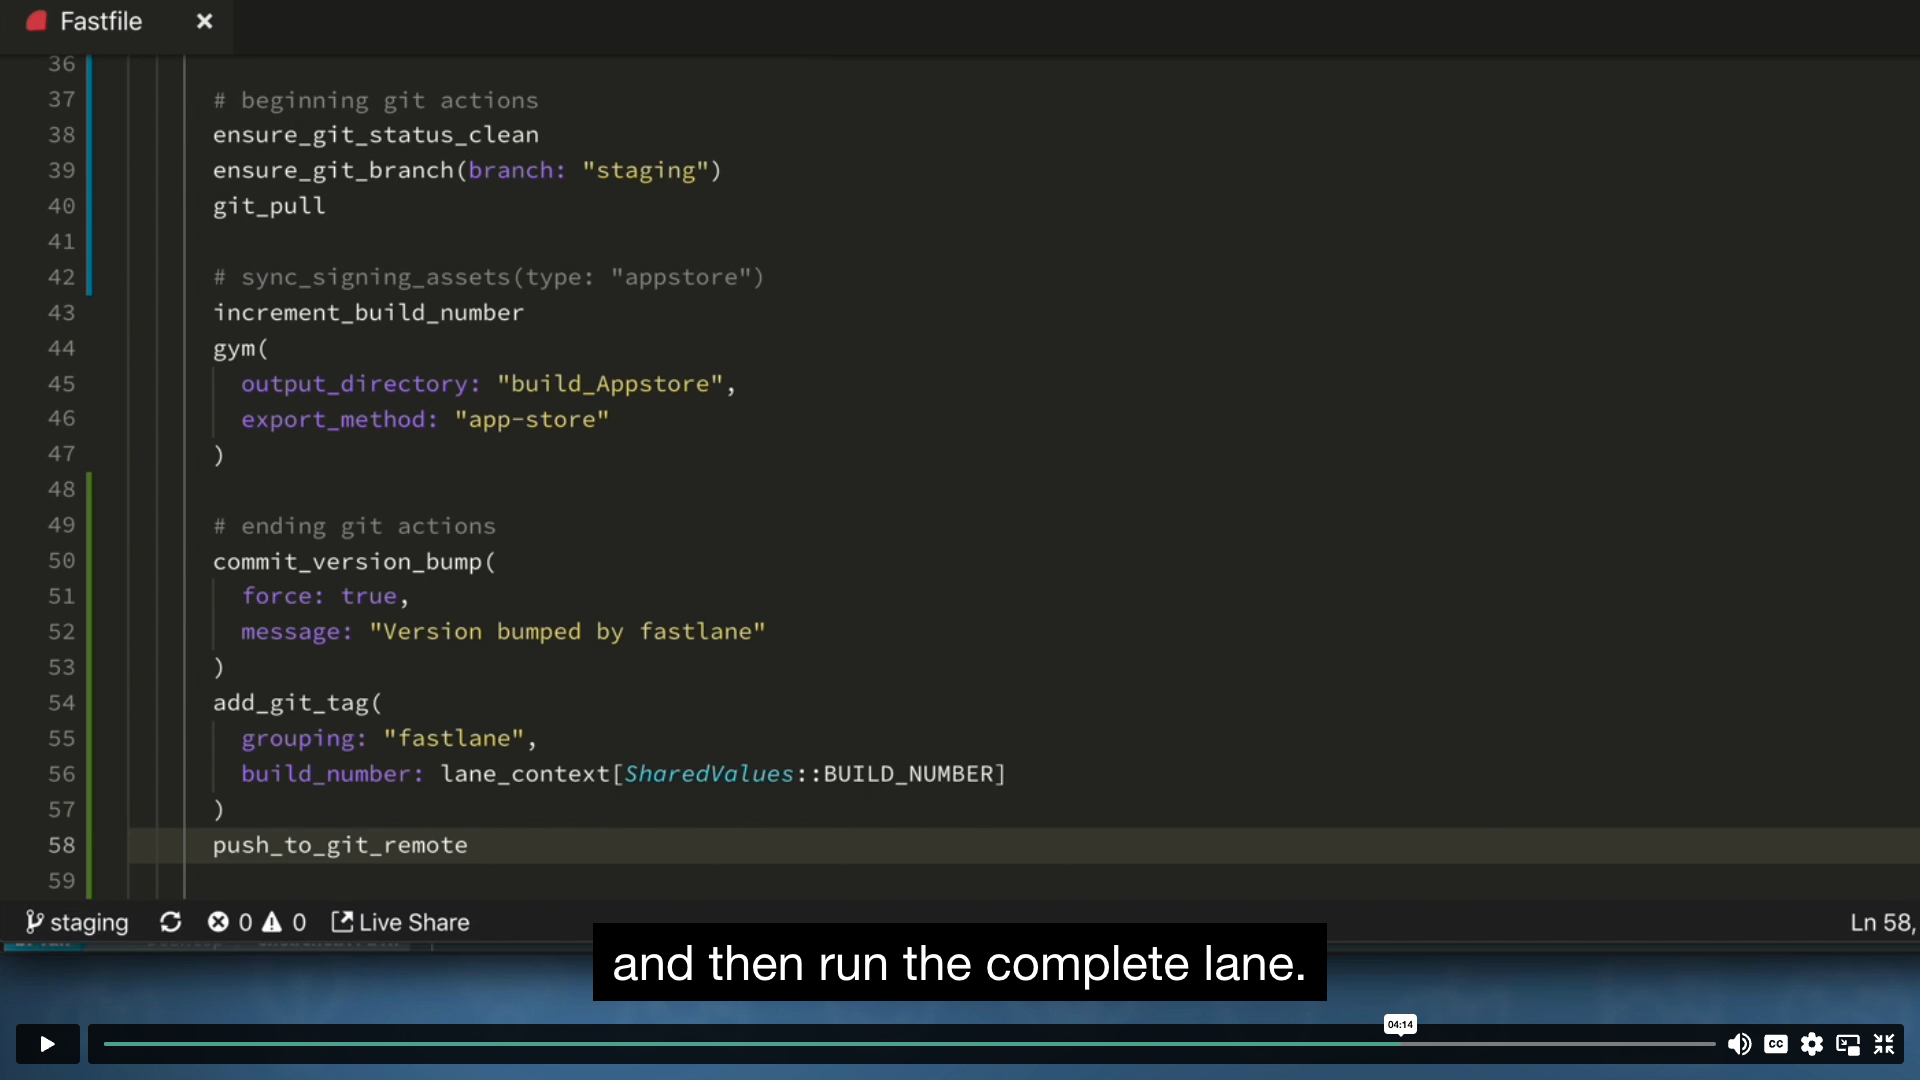 Fastfile
36
37 # beginning git actions
38 ensure_git_status_clean
39 ensure_git_branch(branch: "staging")
40 git_pull
41
42 # sync_signing_assets(type: "appstore")
43 increment_build_number
44 gym(
45 output_directory: "build_Appstore",
46 export_method: "app-store"
47 )
48
49 # ending git actions
50 commit_version_bump(
51 force: true,
52 message: "Version bumped by fastlane"
53 )
54 add_git_tag(
55 grouping: "fastlane",
56 build_number: lane_context[SharedValues::BUILD_NUMBER]
57 )
58 push_to_git_remote
59
staging 0 0 Live Share Ln 58,
and then run the complete lane.
04:14
CC